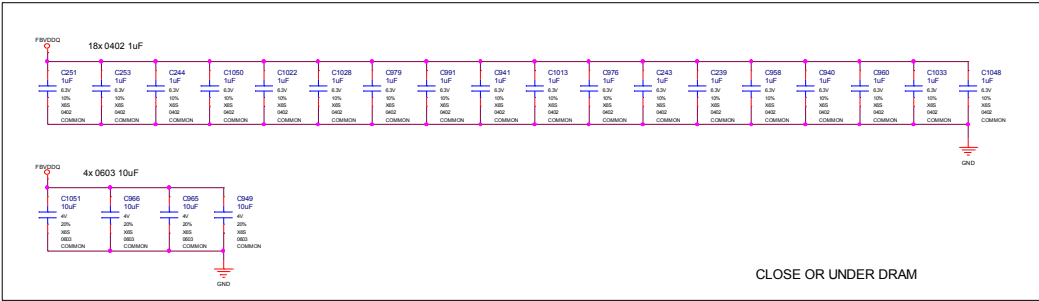 FBVDDQ
18x 0402 1uF
C251 C253 C244 C1050 C1022 C1028 C979 C991 C941 C1013 C976 C243 C239 C958 C940 C960 C1033 C1048
1uF 1uF 1uF 1uF 1uF 1uF 1uF 1uF 1uF 1uF 1uF 1uF 1uF 1uF 1uF 1uF 1uF 1uF
6.3V 6.3V 6.3V 6.3V 6.3V 6.3V 6.3V 6.3V 6.3V 6.3V 6.3V 6.3V 6.3V 6.3V 6.3V 6.3V 6.3V 6.3V
10% 10% 10% 10% 10% 10% 10% 10% 10% 10% 10% 10% 10% 10% 10% 10% 10% 10%
X6S X6S X6S X6S X6S X6S X6S X6S X6S X6S X6S X6S X6S X6S X6S X6S X6S X6S
0402 0402 0402 0402 0402 0402 0402 0402 0402 0402 0402 0402 0402 0402 0402 0402 0402 0402
COMMON COMMON COMMON COMMON COMMON COMMON COMMON COMMON COMMON COMMON COMMON COMMON COMMON COMMON COMMON COMMON COMMON COMMON
GND
FBVDDQ
4x 0603 10uF
C1051 C966 C965 C949
10uF 10uF 10uF 10uF
4V 4V 4V 4V
20% 20% 20% 20%
X6S X6S X6S X6S
0603 0603 0603 0603
COMMON COMMON COMMON COMMON
GND
CLOSE OR UNDER DRAM